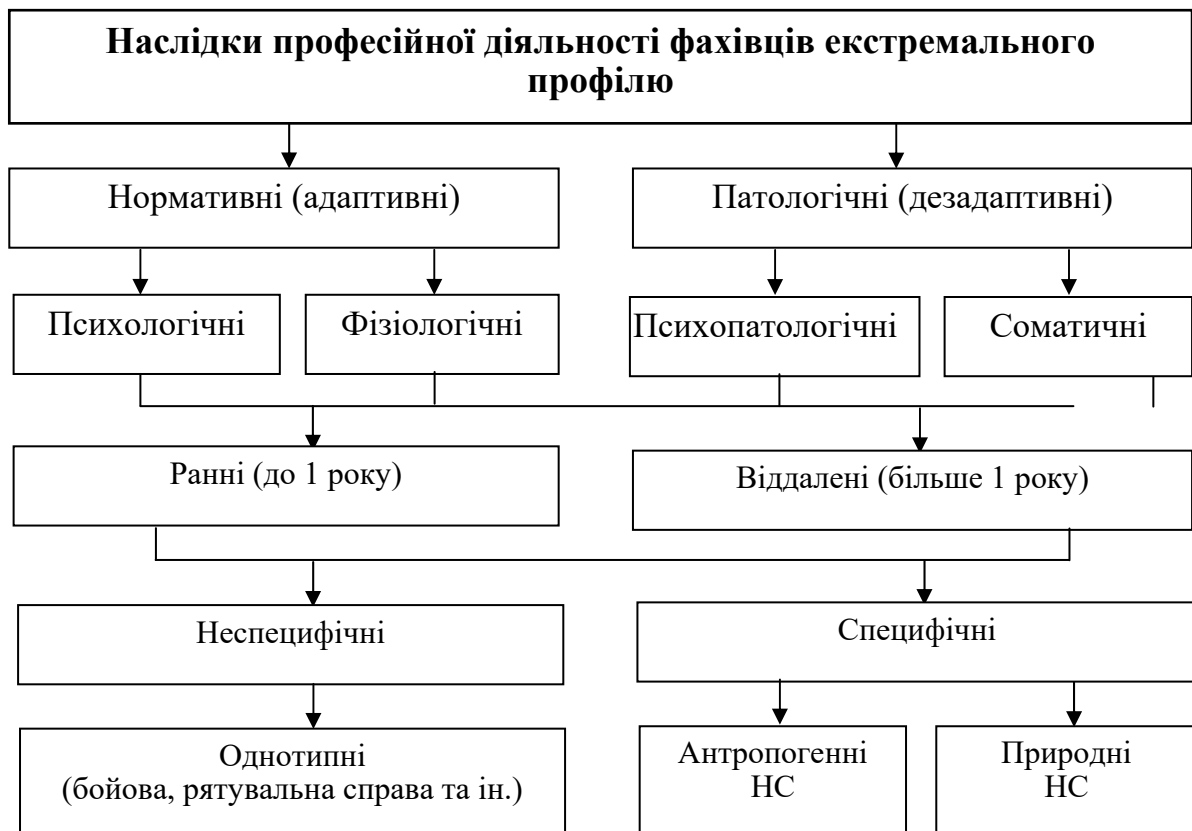 Наслідки професійної діяльності фахівців екстремального
профілю
Нормативні (адаптивні)
Патологічні (дезадаптивні)
Психологічні
Фізіологічні
Психопатологічні
Соматичні
Ранні (до 1 року)
Віддалені (більше 1 року)
Неспецифічні
Специфічні
Однотипні
(бойова, рятувальна справа та ін.)
Антропогенні
НС
Природні
НС